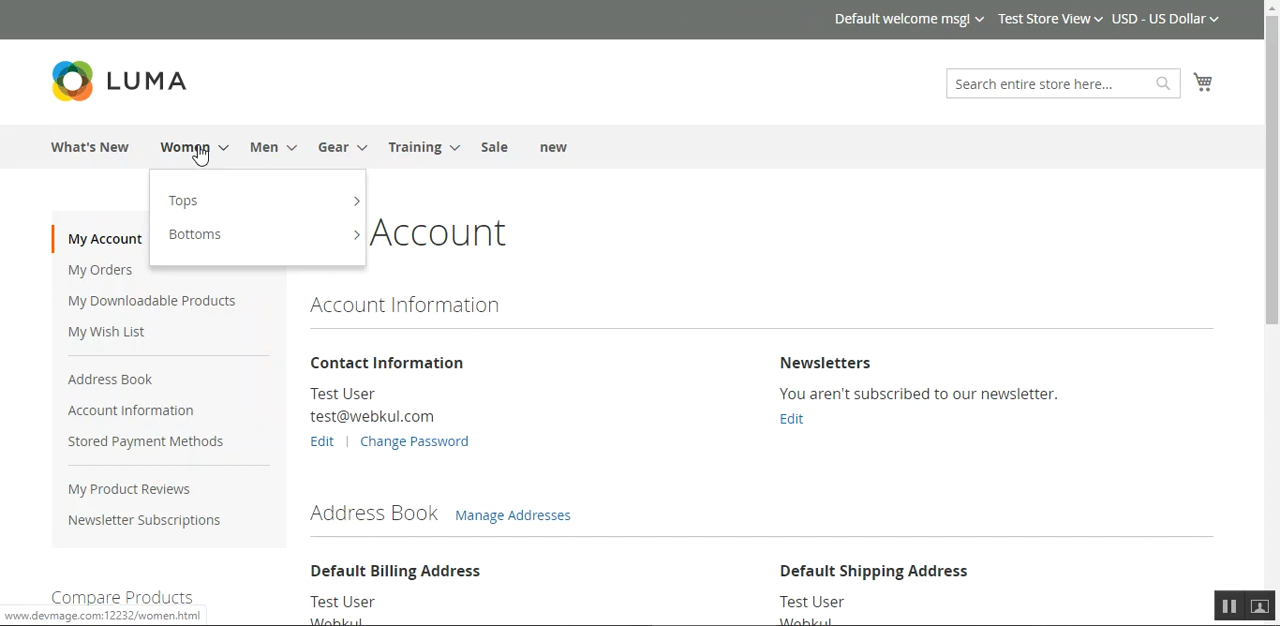 Default welcome msg! Test Store View USD - US Dollar
LUMA
Search entire store here...
What's New Women Men Gear Training Sale new
Tops
Bottoms
Account
My Account
My Orders
My Downloadable Products
My Wish List
Address Book
Account Information
Stored Payment Methods
My Product Reviews
Newsletter Subscriptions
Compare Products
Account Information
Contact Information
Test User
test@webkul.com
Edit | Change Password
Newsletters
You aren't subscribed to our newsletter.
Edit
Address Book Manage Addresses
Default Billing Address
Test User
Webkul
Default Shipping Address
Test User
Webkul
www.devmage.com:12232/women.html